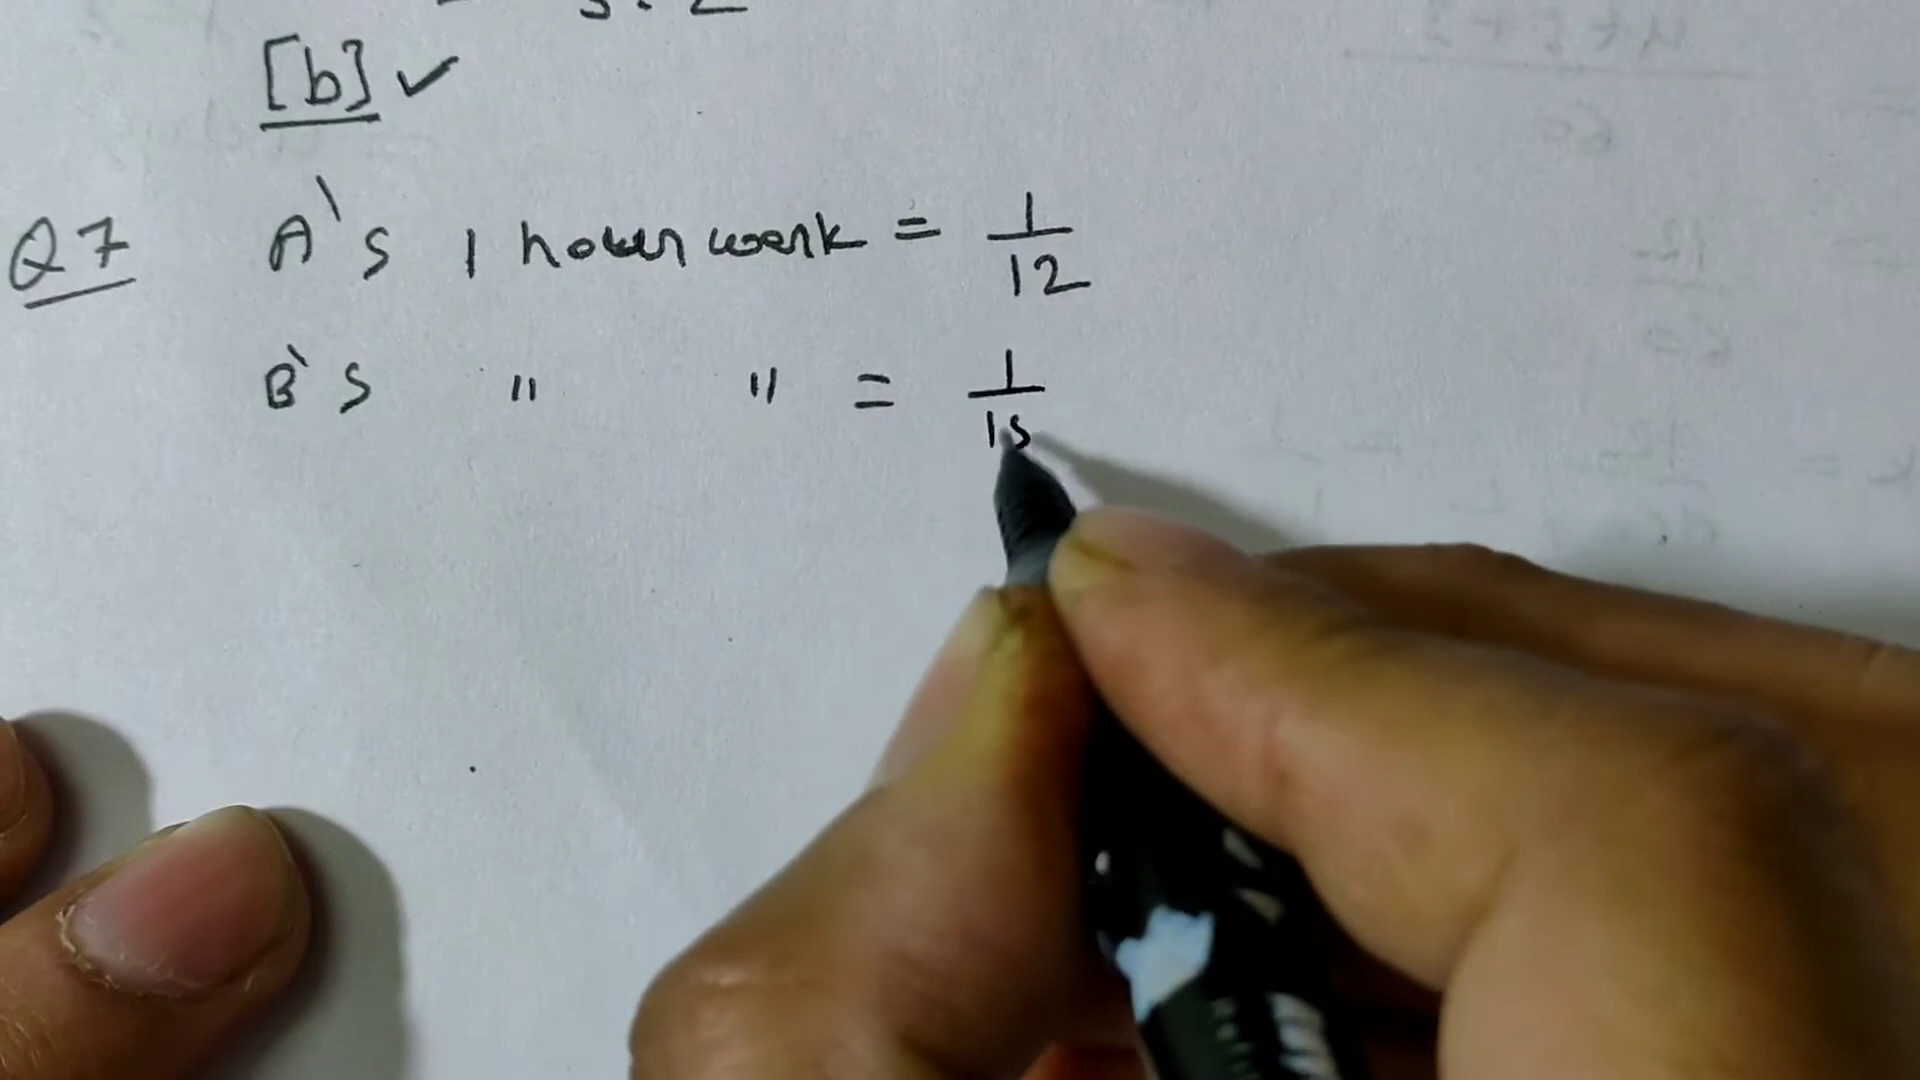 [b] ✓
Q7 A's 1 hour work = 1/12
B's " " = 1/15